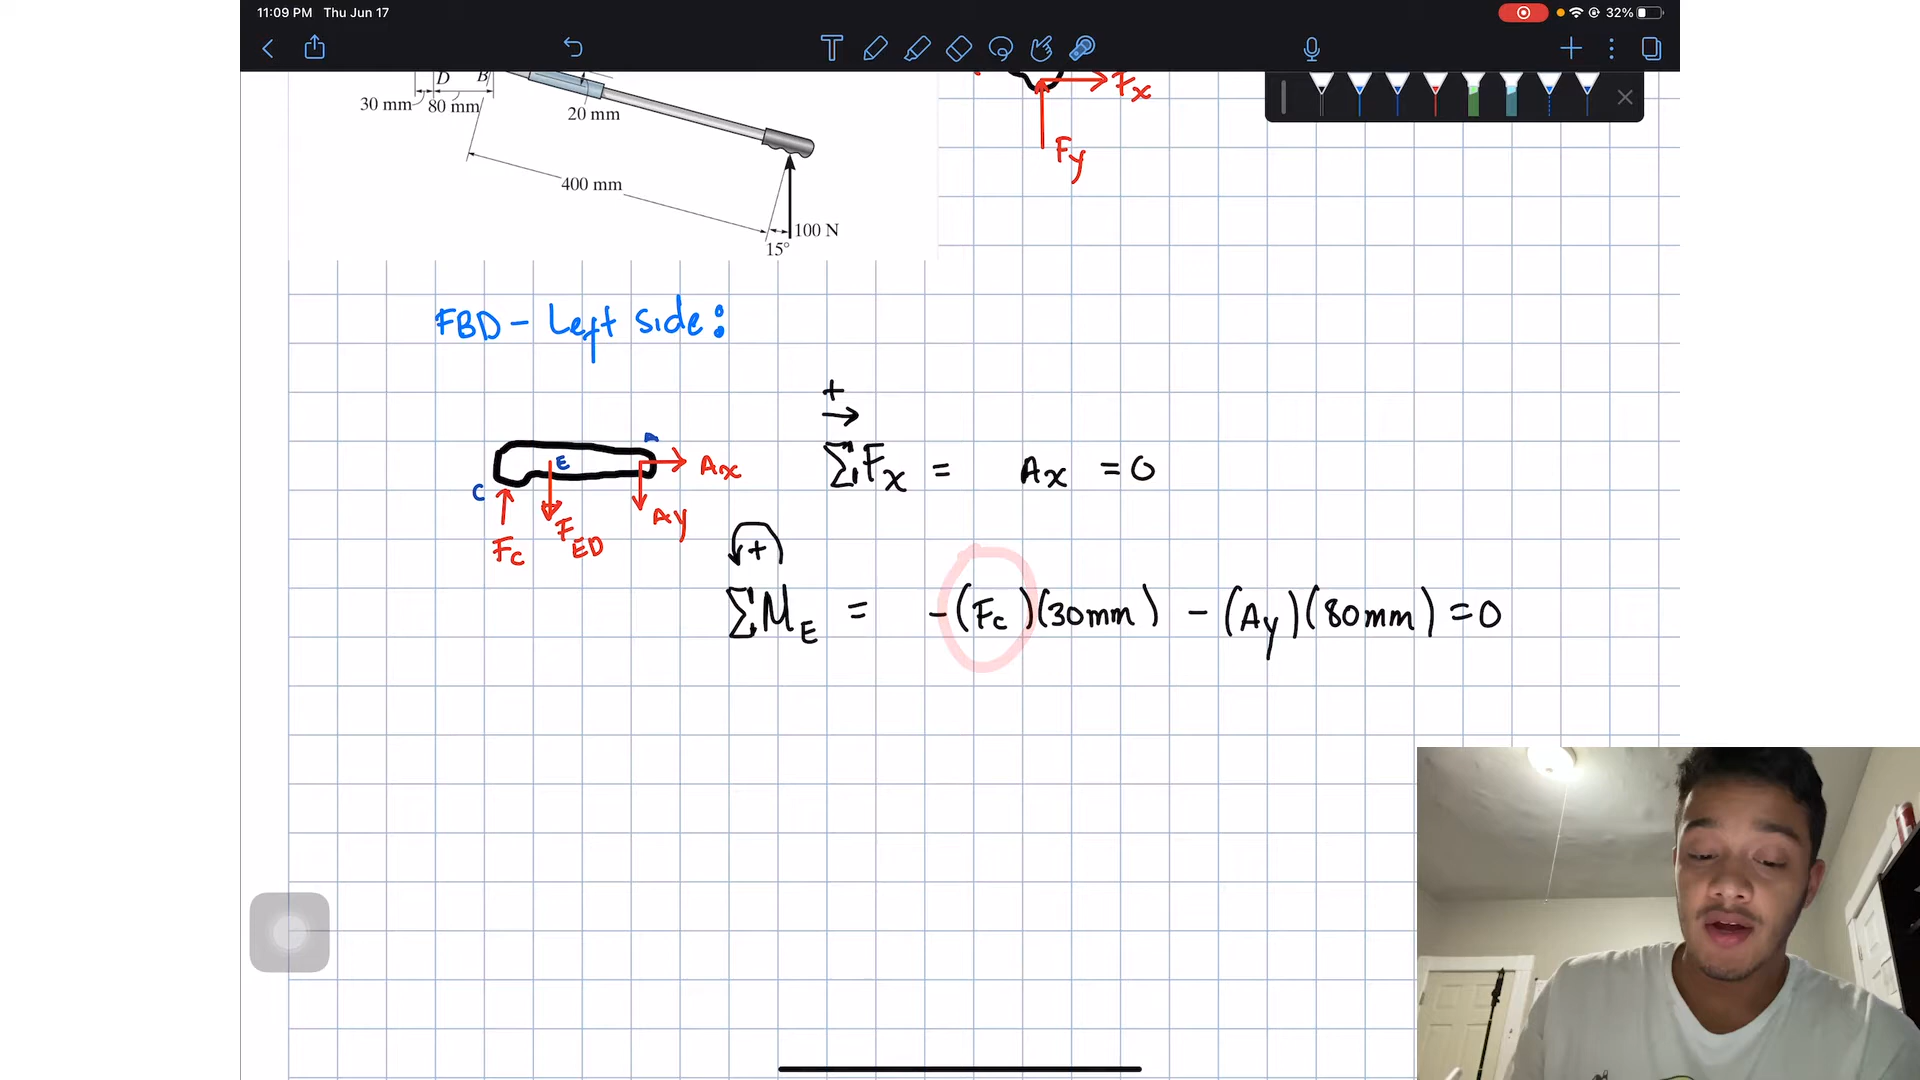 11:09 PM Thu Jun 17
32%
D B
30 mm 80 mm
20 mm
400 mm
100 N
15°
Fx
Fy
FBD - Left side:
+
ΣFx = Ax = 0
E
Ax
C
Ay
FED
Fc
+
ΣME = -(Fc)(30mm) - (Ay)(80mm) = 0